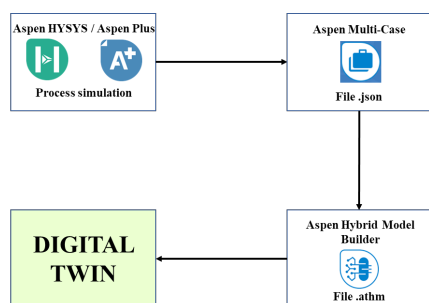 Aspen HYSYS / Aspen Plus
A+
Process simulation
Aspen Multi-Case
File .json
Aspen Hybrid Model
Builder
File .athm
DIGITAL
TWIN